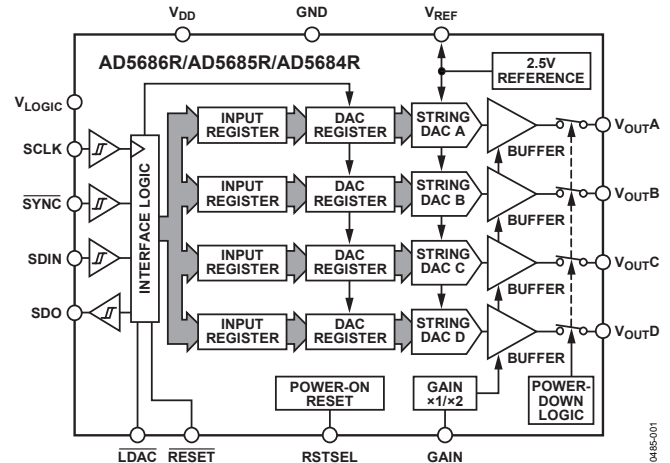 VDD
GND
VREF
AD5686R/AD5685R/AD5684R
2.5V
REFERENCE
VLOGIC
SCLK
SYNC
SDIN
SDO
INTERFACE LOGIC
INPUT
REGISTER
DAC
REGISTER
STRING
DAC A
BUFFER
VOUTA
INPUT
REGISTER
DAC
REGISTER
STRING
DAC B
BUFFER
VOUTB
INPUT
REGISTER
DAC
REGISTER
STRING
DAC C
BUFFER
VOUTC
INPUT
REGISTER
DAC
REGISTER
STRING
DAC D
BUFFER
VOUTD
POWER-ON
RESET
GAIN
×1/×2
POWER-
DOWN
LOGIC
LDAC
RESET
RSTSEL
GAIN
0485-001